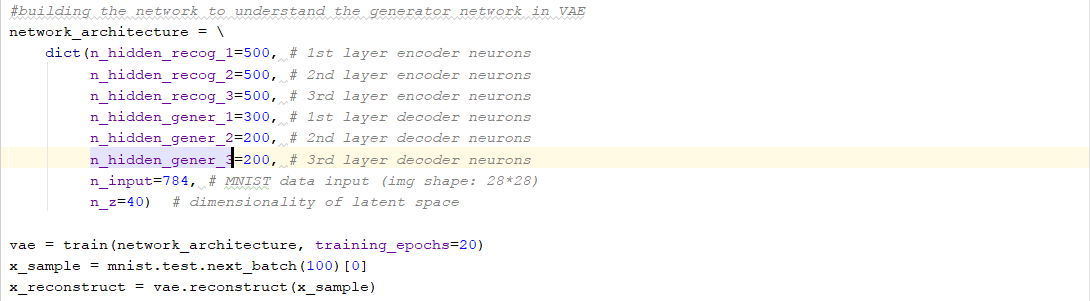 #building the network to understand the generator network in VAE
network_architecture = \
    dict(n_hidden_recog_1=500, # 1st layer encoder neurons
         n_hidden_recog_2=500, # 2nd layer encoder neurons
         n_hidden_recog_3=500, # 3rd layer encoder neurons
         n_hidden_gener_1=300, # 1st layer decoder neurons
         n_hidden_gener_2=200, # 2nd layer decoder neurons
         n_hidden_gener_3=200, # 3rd layer decoder neurons
         n_input=784, # MNIST data input (img shape: 28*28)
         n_z=40)  # dimensionality of latent space
vae = train(network_architecture, training_epochs=20)
x_sample = mnist.test.next_batch(100)[0]
x_reconstruct = vae.reconstruct(x_sample)